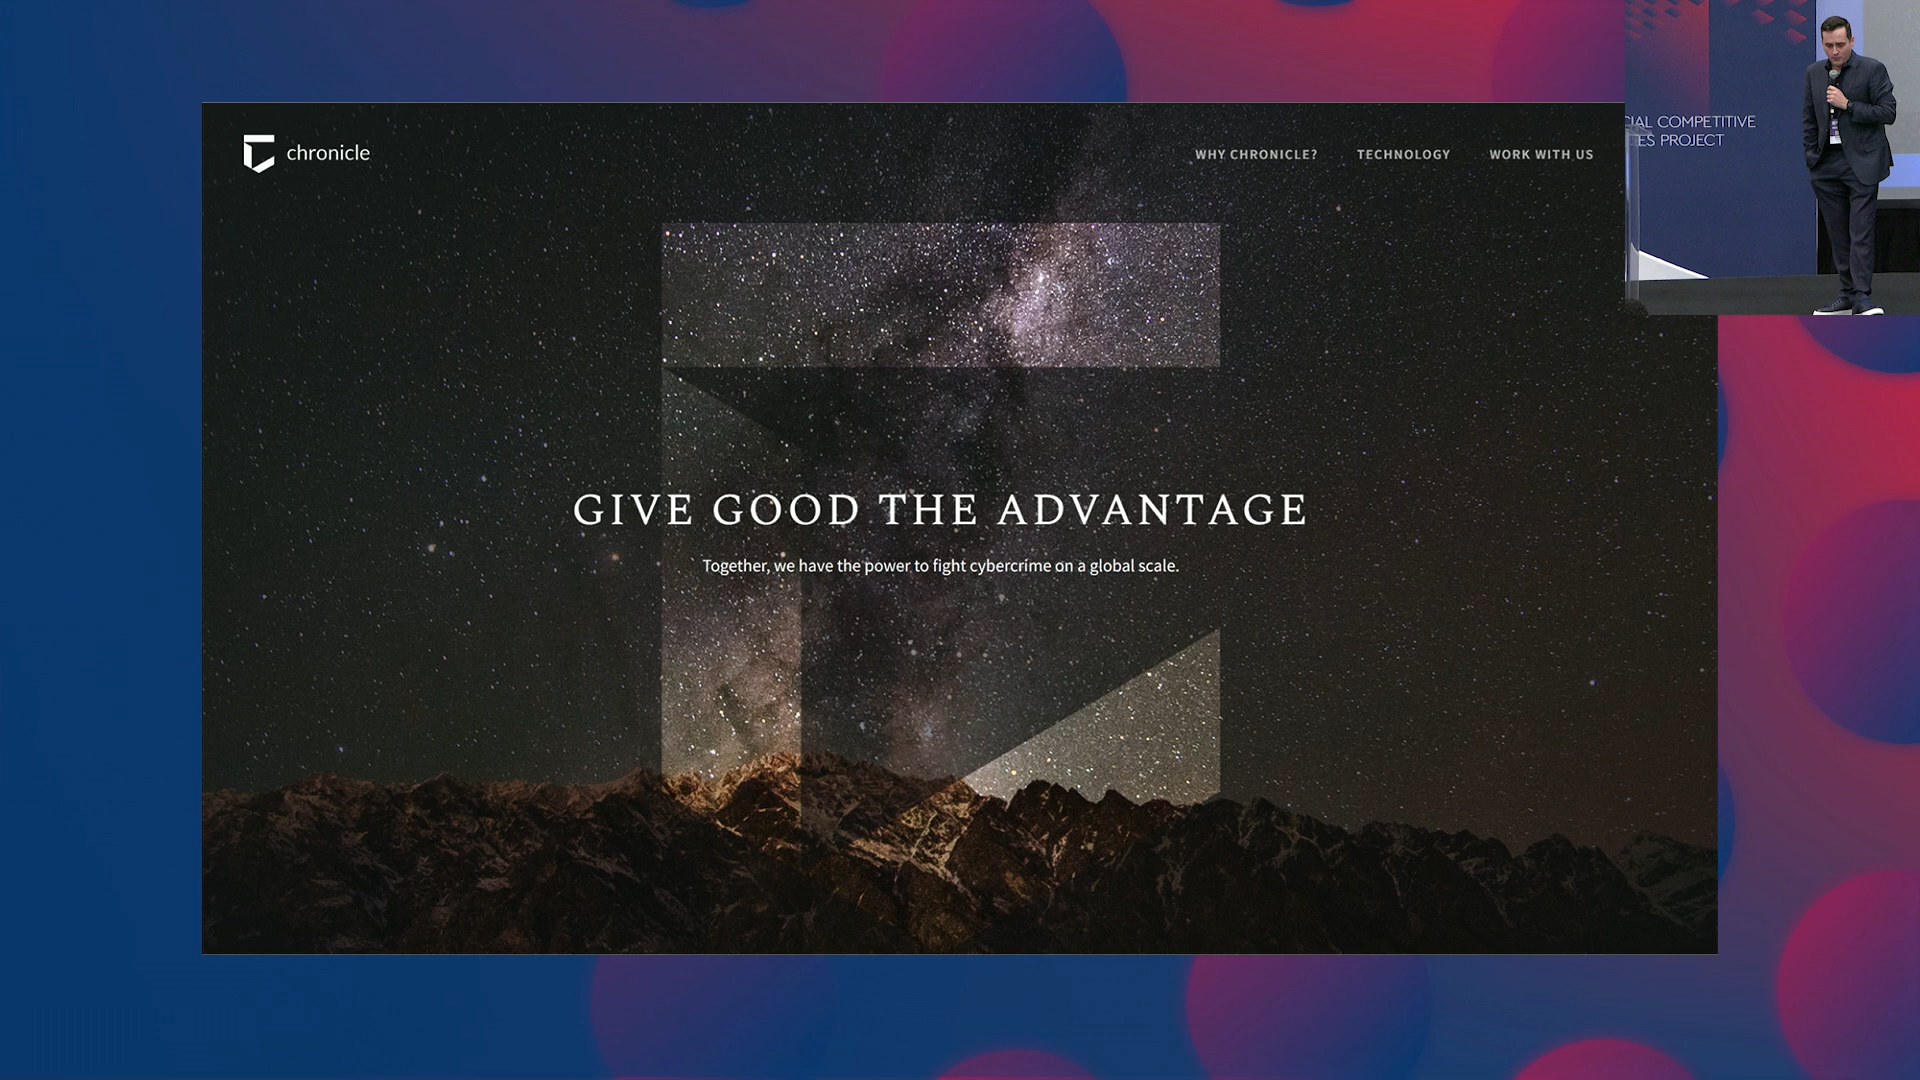 chronicle
WHY CHRONICLE?
TECHNOLOGY
WORK WITH US
CIAL COMPETITIVE
ES PROJECT
GIVE GOOD THE ADVANTAGE
Together, we have the power to fight cybercrime on a global scale.